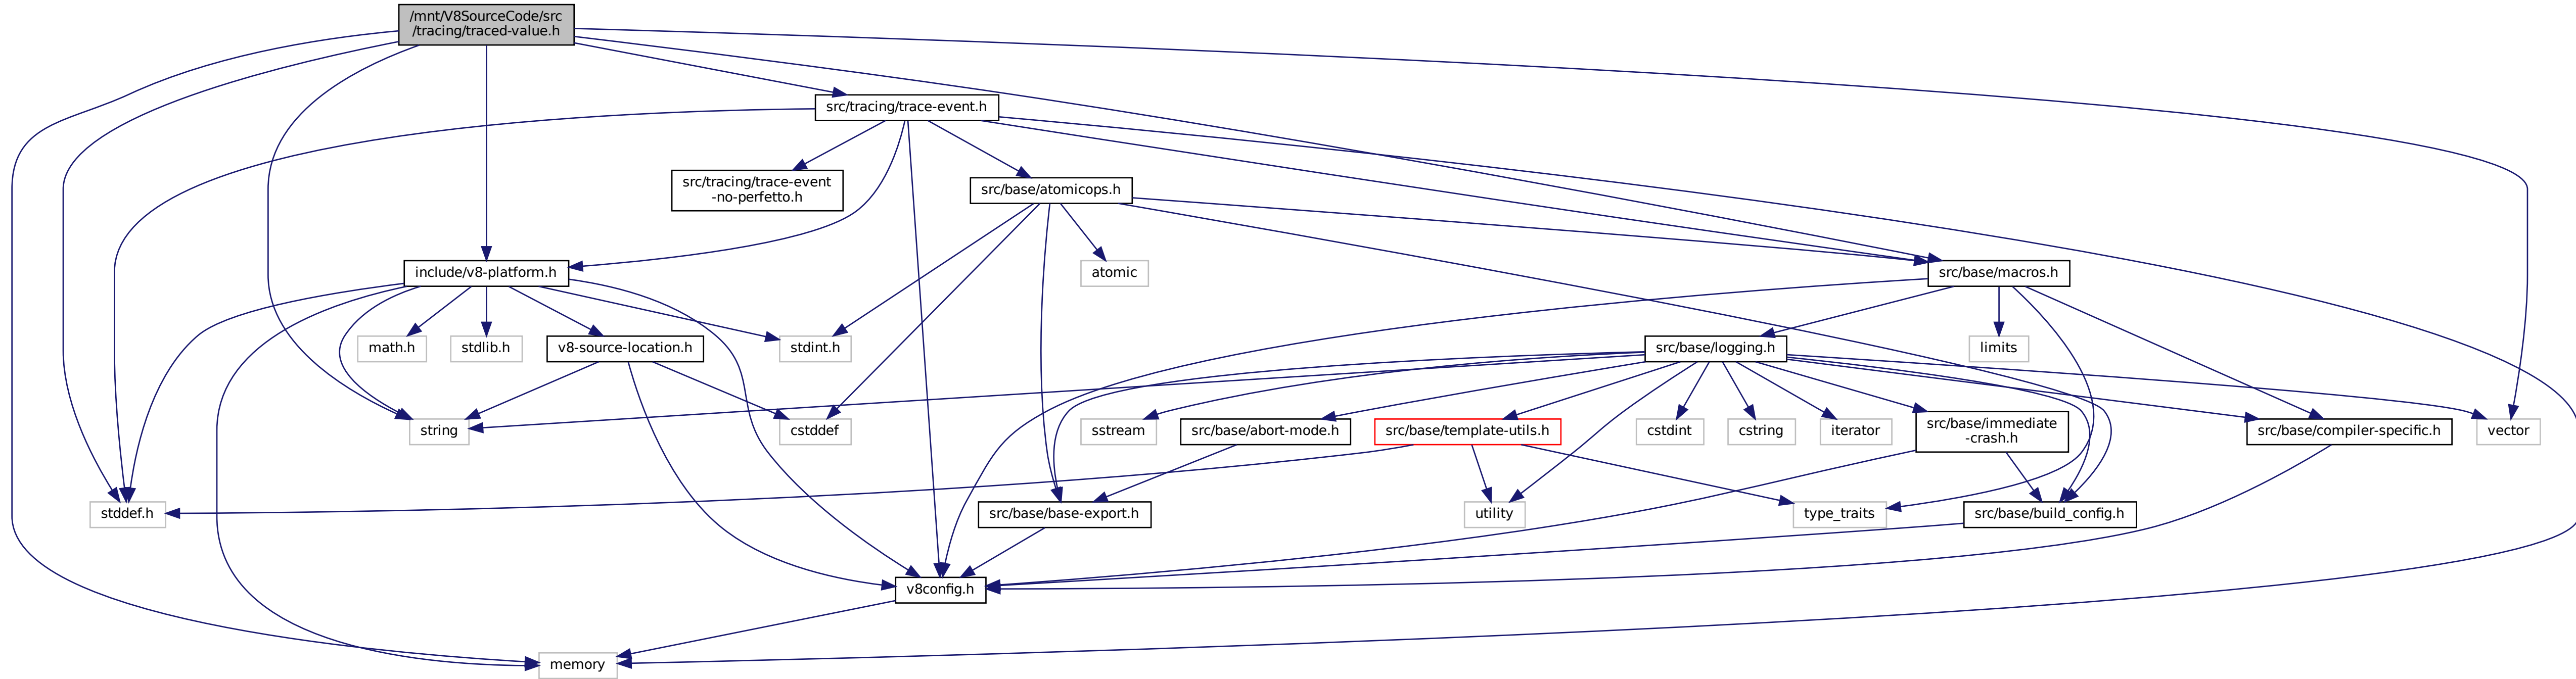 /mnt/V8SourceCode/src
/tracing/traced-value.h
src/tracing/trace-event.h
src/tracing/trace-event
-no-perfetto.h
src/base/atomicops.h
include/v8-platform.h
atomic
src/base/macros.h
math.h
stdlib.h
v8-source-location.h
stdint.h
src/base/logging.h
limits
string
cstddef
sstream
src/base/abort-mode.h
src/base/template-utils.h
cstdint
cstring
iterator
src/base/immediate
-crash.h
src/base/compiler-specific.h
vector
stddef.h
src/base/base-export.h
utility
type_traits
src/base/build_config.h
v8config.h
memory